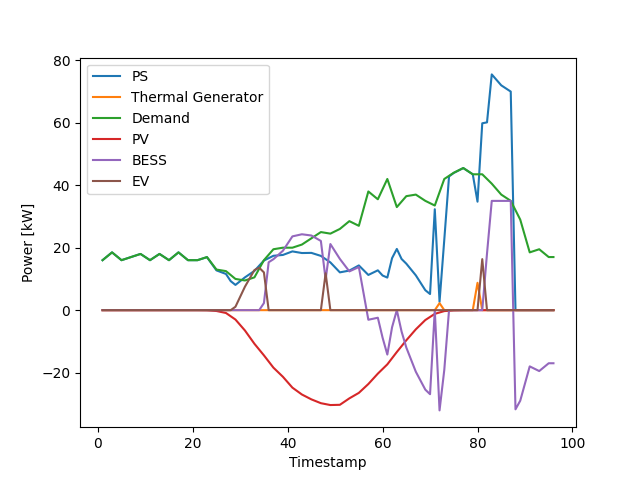 80
60
40
20
0
−20
Power [kW]
PS
Thermal Generator
Demand
PV
BESS
EV
0
20
40
60
80
100
Timestamp